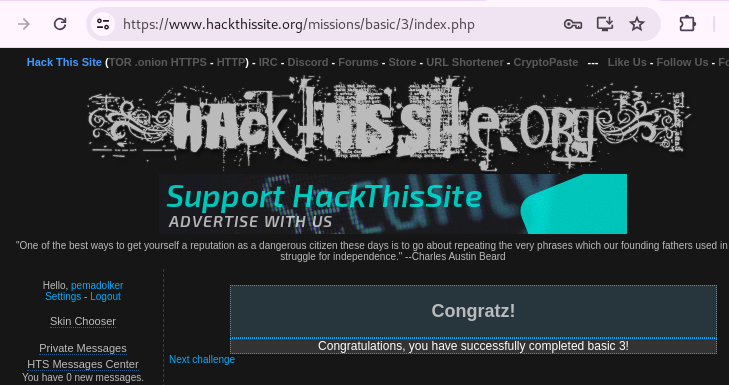 https://www.hackthissite.org/missions/basic/3/index.php
Hack This Site (TOR .onion HTTPS - HTTP) - IRC - Discord - Forums - Store - URL Shortener - CryptoPaste --- Like Us - Follow Us - Fo
HackThisSite.org
Support HackThisSite
ADVERTISE WITH US
"One of the best ways to get yourself a reputation as a dangerous citizen these days is to go about repeating the very phrases which our founding fathers used in
struggle for independence." --Charles Austin Beard
Hello, pemadolker
Settings - Logout
Skin Chooser
Private Messages
HTS Messages Center
You have 0 new messages.
Congratz!
Congratulations, you have successfully completed basic 3!
Next challenge